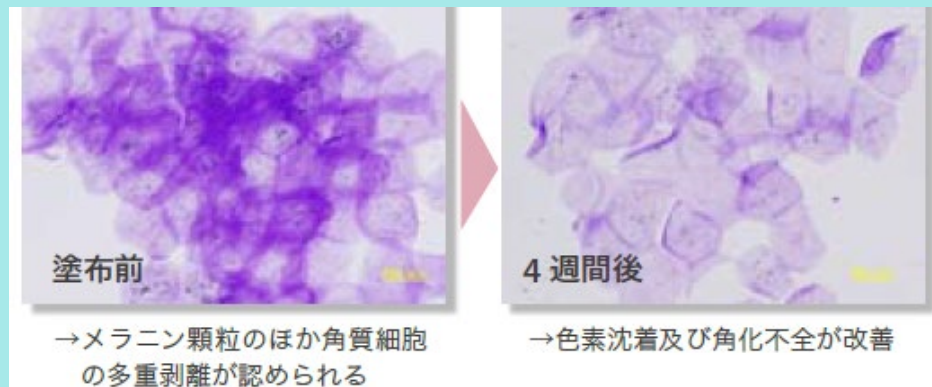 塗布前
4 週間後
→メラニン顆粒のほか角質細胞
の多重剥離が認められる
→色素沈着及び角化不全が改善